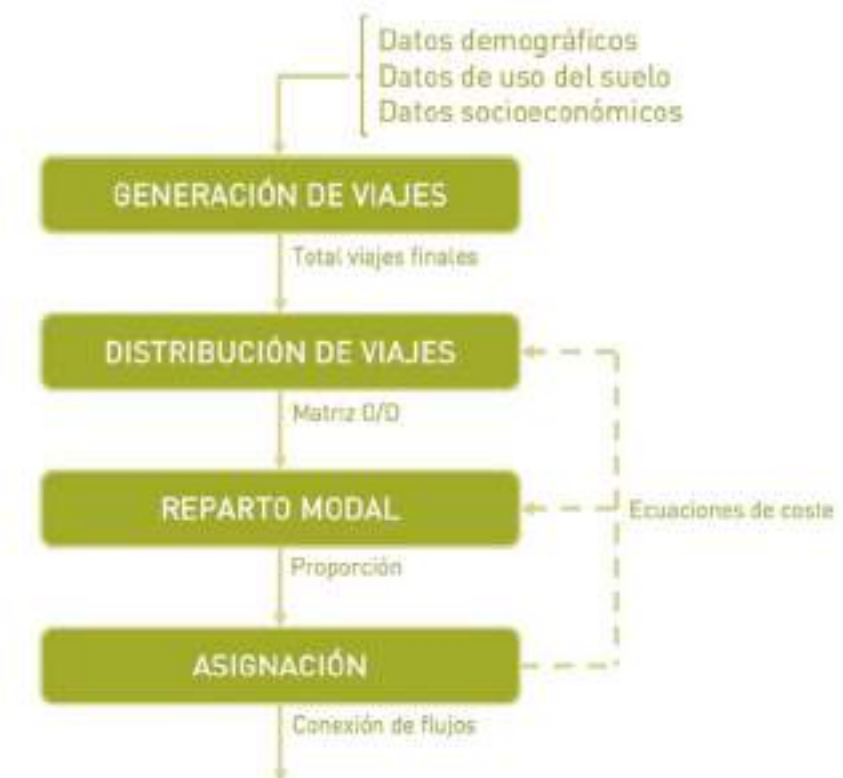 Datos demográficos
Datos de uso del suelo
Datos socioeconómicos
GENERACIÓN DE VIAJES
Total viajes finales
DISTRIBUCIÓN DE VIAJES
Matriz O/D
REPARTO MODAL
Ecuaciones de coste
Proporción
ASIGNACIÓN
Conexión de flujos